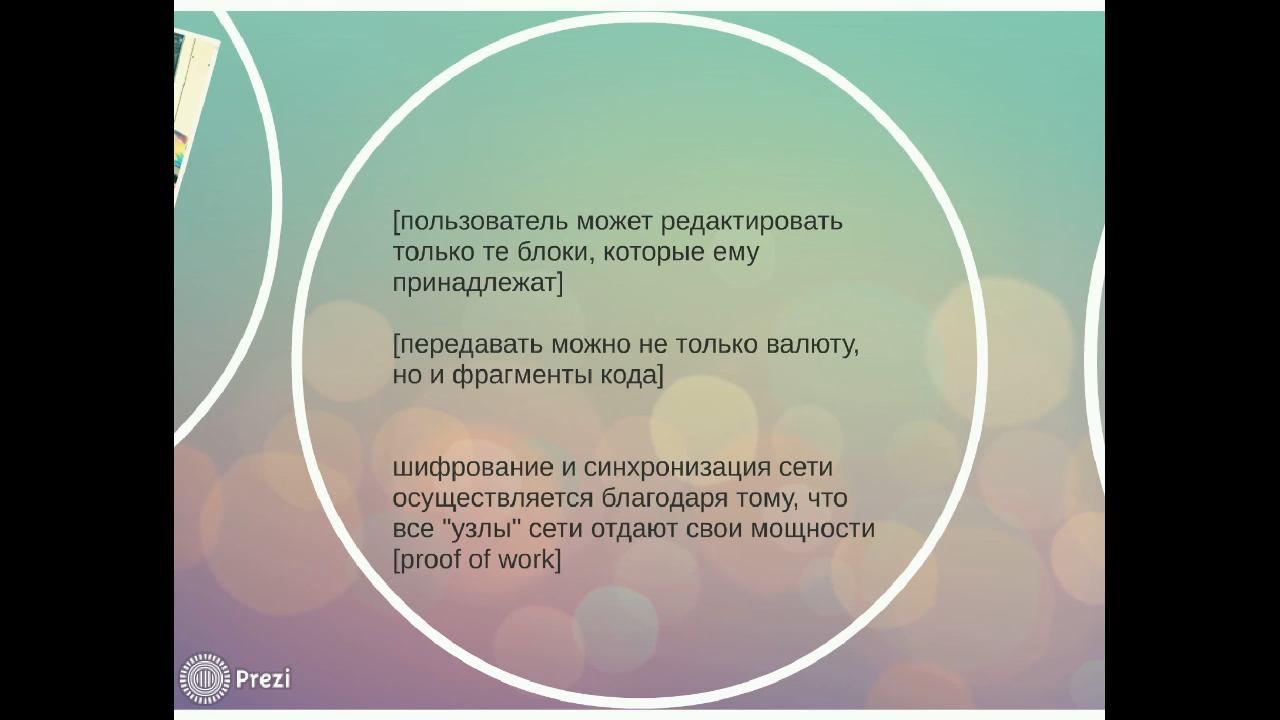 [пользователь может редактировать
только те блоки, которые ему
принадлежат]
[передавать можно не только валюту,
но и фрагменты кода]
шифрование и синхронизация сети
осуществляется благодаря тому, что
все "узлы" сети отдают свои мощности
[proof of work]
Prezi